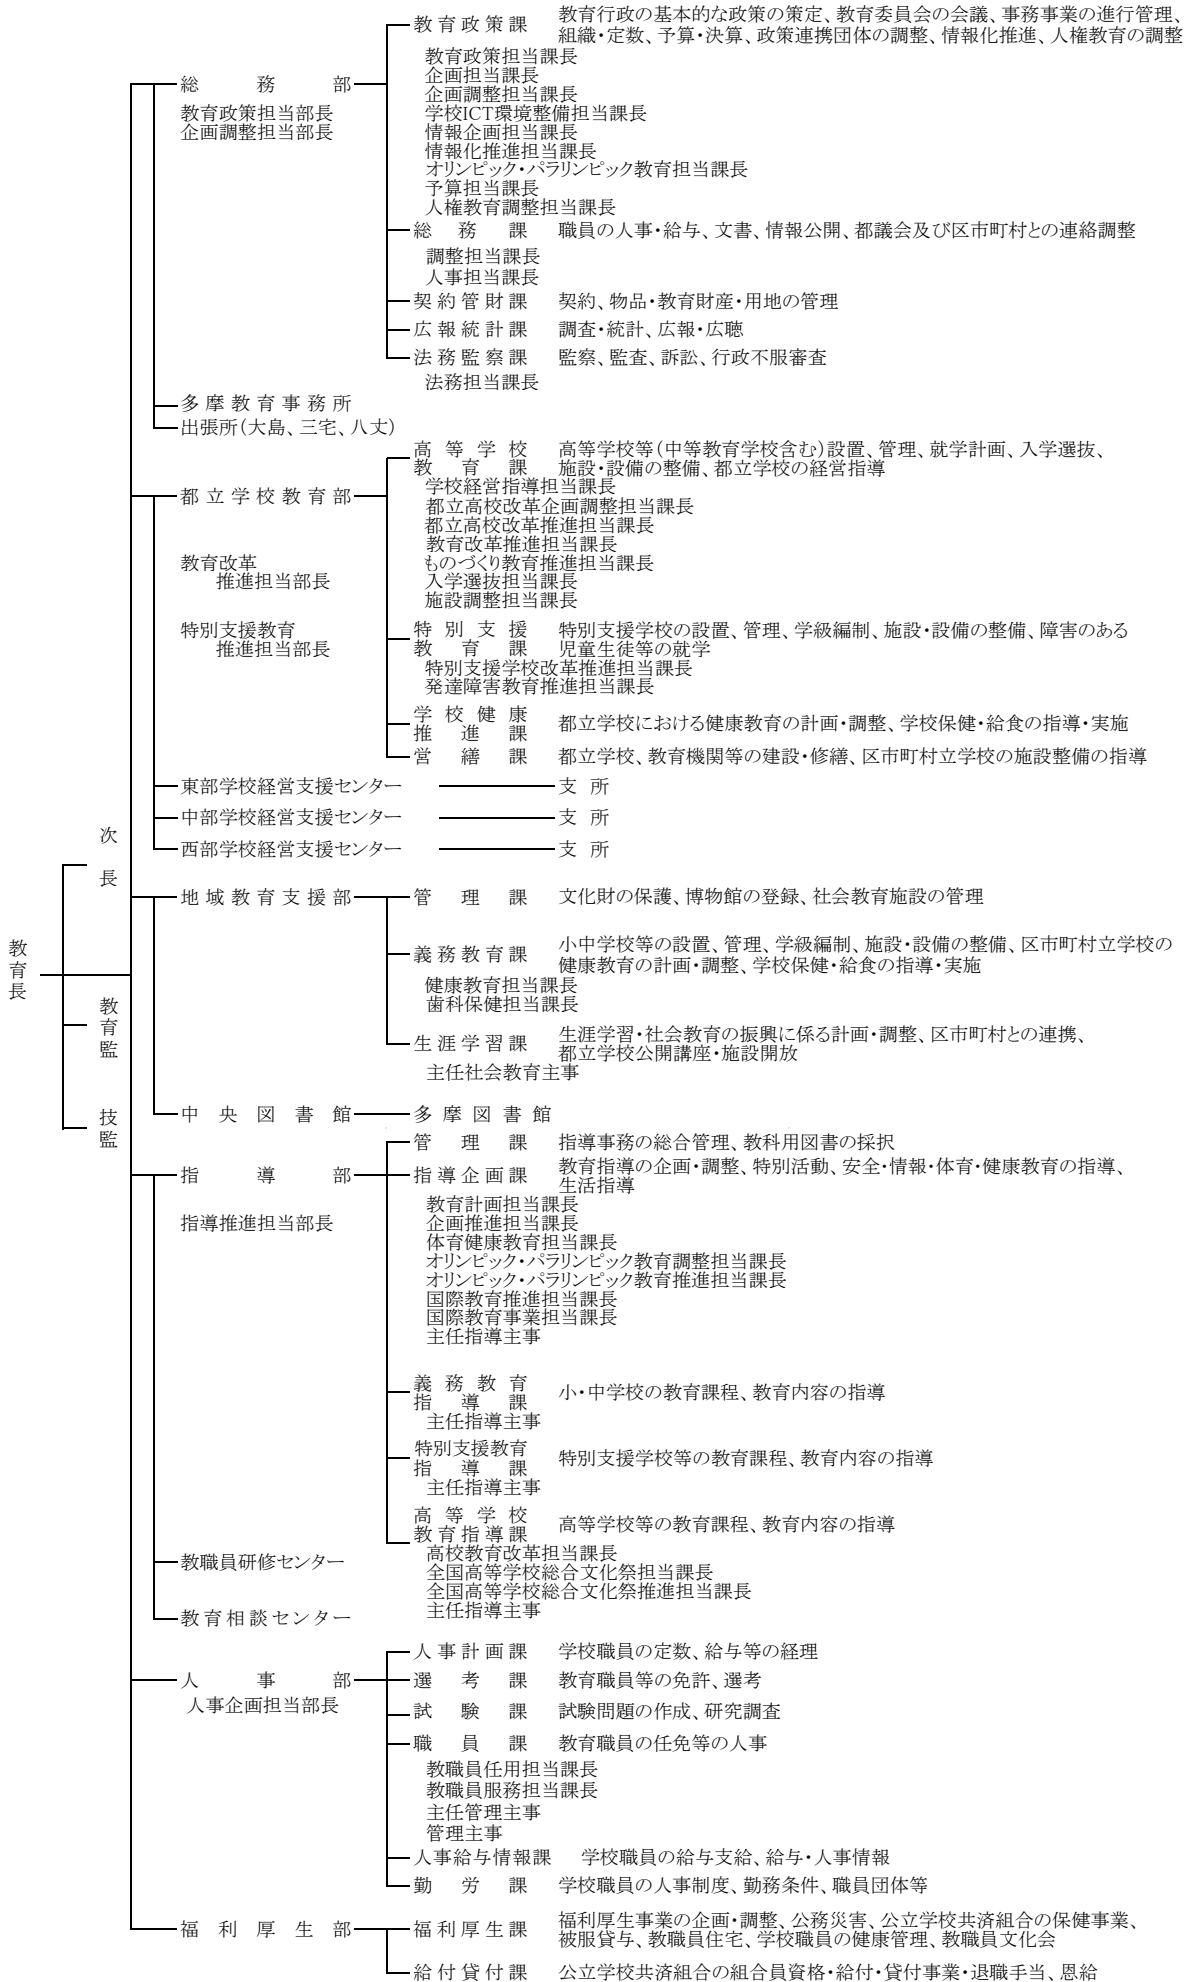 教育長
次長
教育監
技監
総務部
教育政策担当部長
企画調整担当部長
教育政策課 教育行政の基本的な政策の策定、教育委員会の会議、事務事業の進行管理、
組織・定数、予算・決算、政策連携団体の調整、情報化推進、人権教育の調整
教育政策担当課長
企画担当課長
企画調整担当課長
学校ICT環境整備担当課長
情報企画担当課長
情報化推進担当課長
オリンピック・パラリンピック教育担当課長
予算担当課長
人権教育調整担当課長
総務課 職員の人事・給与、文書、情報公開、都議会及び区市町村との連絡調整
調整担当課長
人事担当課長
契約管財課 契約、物品・教育財産・用地の管理
広報統計課 調査・統計、広報・広聴
法務監察課 監察、監査、訴訟、行政不服審査
法務担当課長
多摩教育事務所
出張所(大島、三宅、八丈)
都立学校教育部
教育改革
推進担当部長
特別支援教育
推進担当部長
高等学校
教育課
高等学校等(中等教育学校含む)設置、管理、就学計画、入学選抜、
施設・設備の整備、都立学校の経営指導
学校経営指導担当課長
都立高校改革企画調整担当課長
都立高校改革推進担当課長
教育改革推進担当課長
ものづくり教育推進担当課長
入学選抜担当課長
施設調整担当課長
特別支援
教育課
特別支援学校の設置、管理、学級編制、施設・設備の整備、障害のある
児童生徒等の就学
特別支援学校改革推進担当課長
発達障害教育推進担当課長
学校健康
推進課
都立学校における健康教育の計画・調整、学校保健・給食の指導・実施
営繕課 都立学校、教育機関等の建設・修繕、区市町村立学校の施設整備の指導
東部学校経営支援センター 支所
中部学校経営支援センター 支所
西部学校経営支援センター 支所
地域教育支援部
管理課 文化財の保護、博物館の登録、社会教育施設の管理
義務教育課 小中学校等の設置、管理、学級編制、施設・設備の整備、区市町村立学校の
健康教育の計画・調整、学校保健・給食の指導・実施
健康教育担当課長
歯科保健担当課長
生涯学習課 生涯学習・社会教育の振興に係る計画・調整、区市町村との連携、
都立学校公開講座・施設開放
主任社会教育主事
中央図書館 多摩図書館
指導部
指導推進担当部長
管理課 指導事務の総合管理、教科用図書の採択
指導企画課 教育指導の企画・調整、特別活動、安全・情報・体育・健康教育の指導、
生活指導
教育計画担当課長
企画推進担当課長
体育健康教育担当課長
オリンピック・パラリンピック教育調整担当課長
オリンピック・パラリンピック教育推進担当課長
国際教育推進担当課長
国際教育事業担当課長
主任指導主事
義務教育
指導課
小・中学校の教育課程、教育内容の指導
主任指導主事
特別支援教育
指導課
特別支援学校等の教育課程、教育内容の指導
主任指導主事
高等学校
教育指導課
高等学校等の教育課程、教育内容の指導
高校教育改革担当課長
全国高等学校総合文化祭担当課長
全国高等学校総合文化祭推進担当課長
主任指導主事
教職員研修センター
教育相談センター
人事部
人事企画担当部長
人事計画課 学校職員の定数、給与等の経理
選考課 教育職員等の免許、選考
試験課 試験問題の作成、研究調査
職員課 教育職員の任免等の人事
教職員任用担当課長
教職員服務担当課長
主任管理主事
管理主事
人事給与情報課 学校職員の給与支給、給与・人事情報
勤労課 学校職員の人事制度、勤務条件、職員団体等
福利厚生部
福利厚生課 福利厚生事業の企画・調整、公務災害、公立学校共済組合の保健事業、
被服貸与、教職員住宅、学校職員の健康管理、教職員文化会
給付貸付課 公立学校共済組合の組合員資格・給付・貸付事業・退職手当、恩給